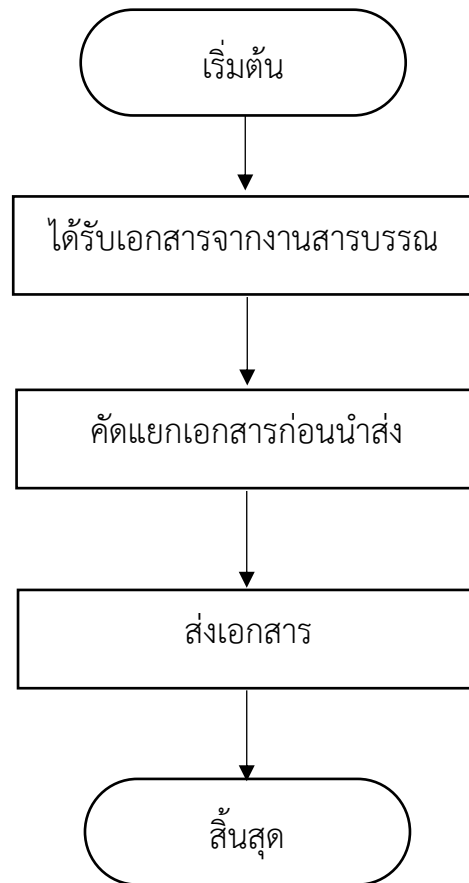 เริ่มต้น
ได้รับเอกสารจากงานสารบรรณ
คัดแยกเอกสารก่อนนำส่ง
ส่งเอกสาร
สิ้นสุด